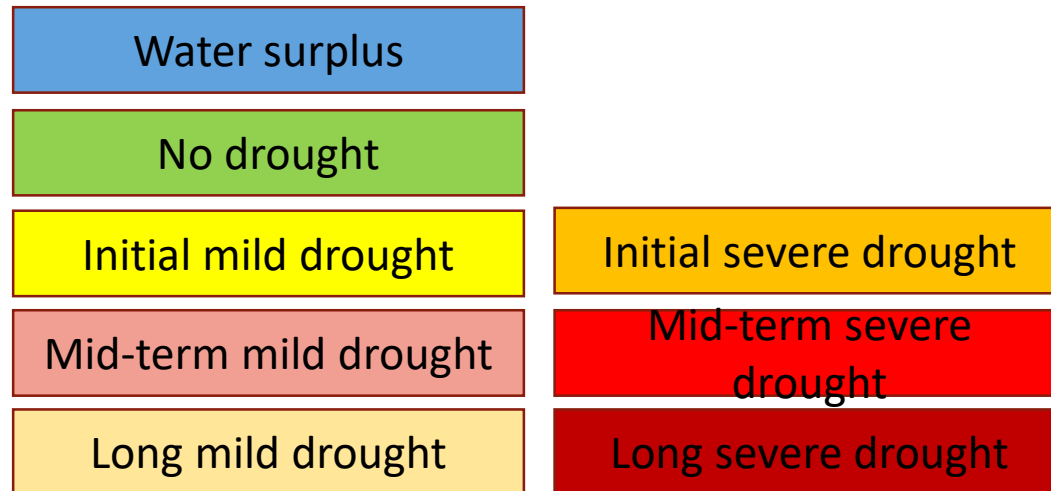 Water surplus
No drought
Initial mild drought
Initial severe drought
Mid-term mild drought
Mid-term severe
drought
Long mild drought
Long severe drought